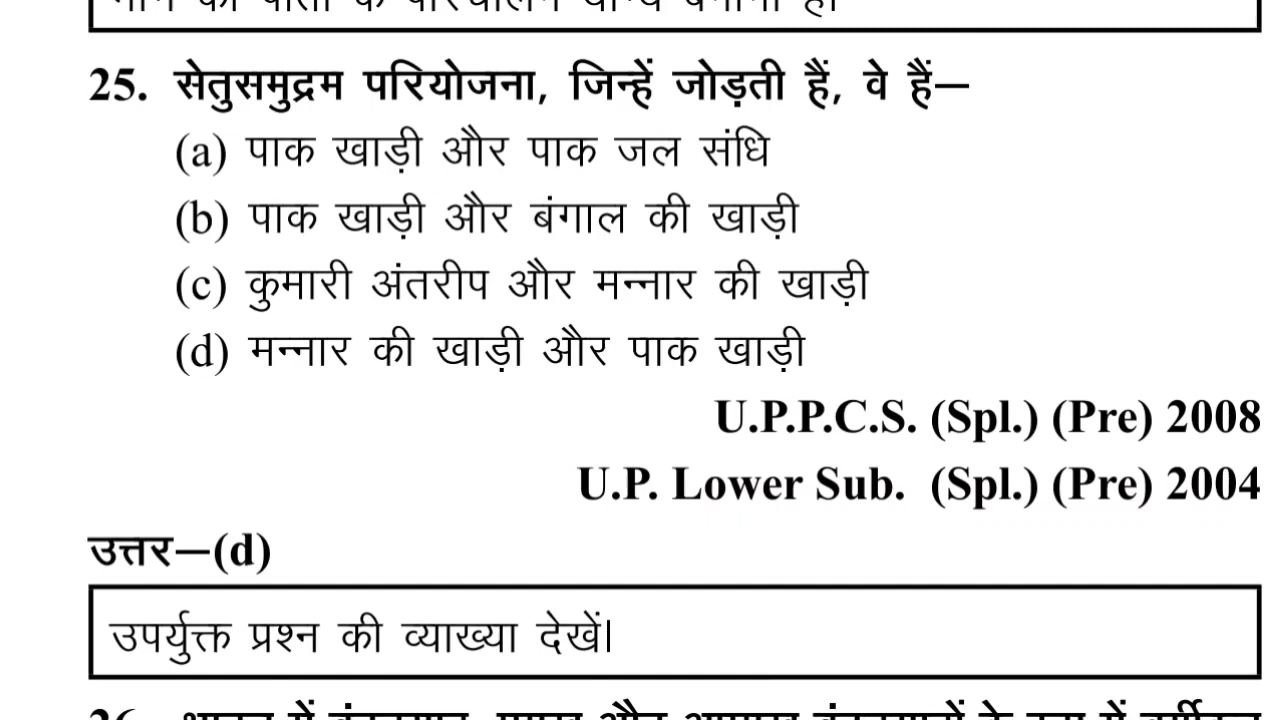 25. सेतुसमुद्रम परियोजना, जिन्हें जोड़ती हैं, वे हैं—
(a) पाक खाड़ी और पाक जल संधि
(b) पाक खाड़ी और बंगाल की खाड़ी
(c) कुमारी अंतरीप और मन्नार की खाड़ी
(d) मन्नार की खाड़ी और पाक खाड़ी
U.P.P.C.S. (Spl.) (Pre) 2008
U.P. Lower Sub. (Spl.) (Pre) 2004
उत्तर—(d)
उपर्युक्त प्रश्न की व्याख्या देखें।